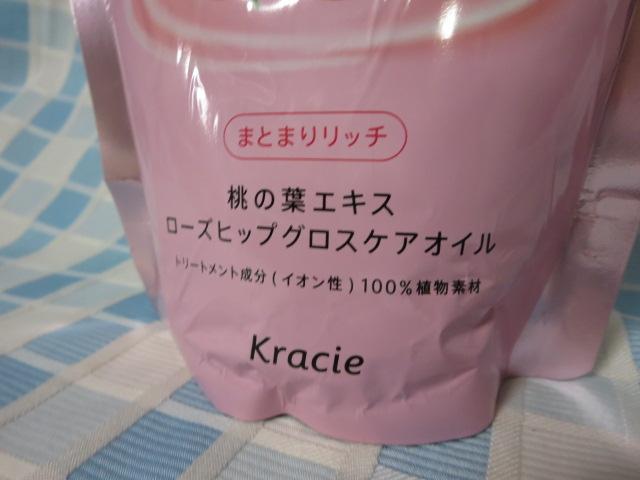 まとまりリッチ
桃の葉エキス
ローズヒップグロスケアオイル
トリートメント成分(イオン性)100%植物素材
Kracie